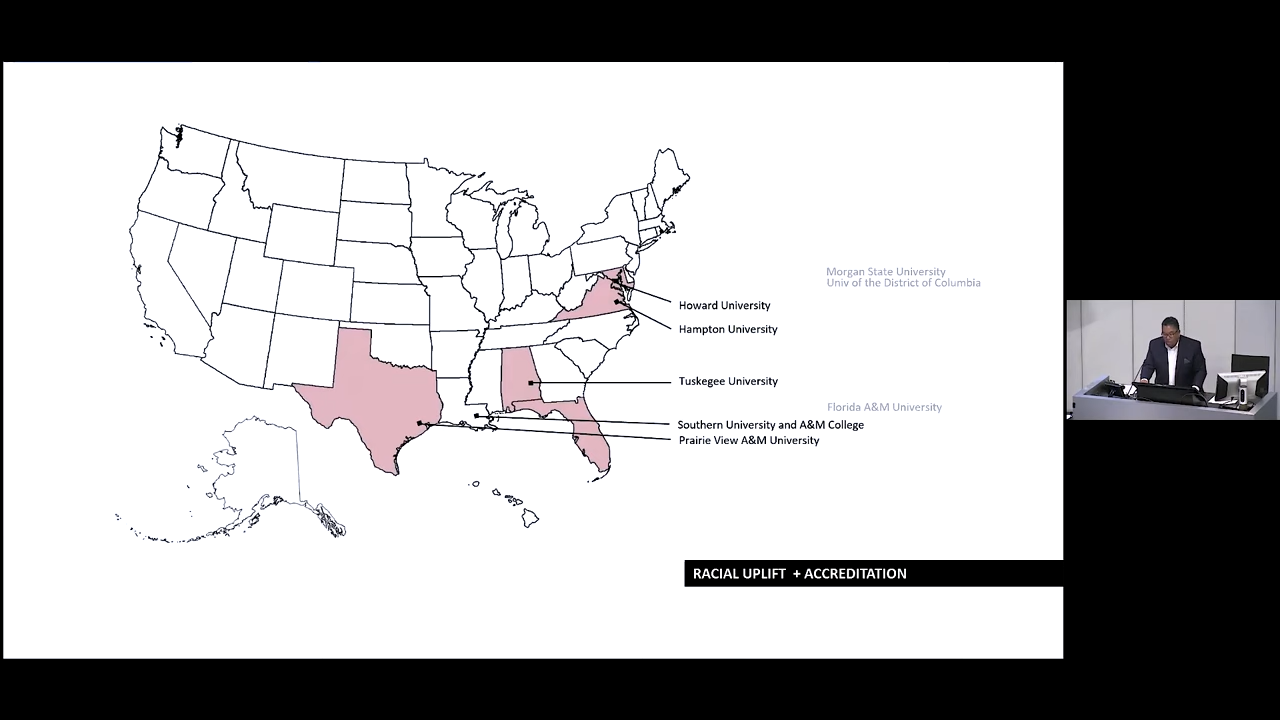 Morgan State University
Univ of the District of Columbia
Howard University
Hampton University
Tuskegee University
Florida A&M University
Southern University and A&M College
Prairie View A&M University
RACIAL UPLIFT + ACCREDITATION